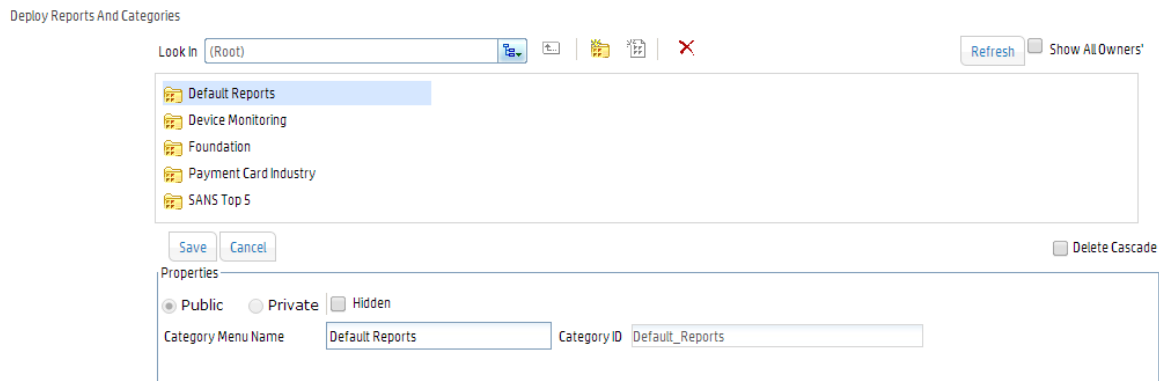 Deploy Reports And Categories
Look In (Root) Refresh Show All Owners'
Default Reports
Device Monitoring
Foundation
Payment Card Industry
SANS Top 5
Save Cancel Delete Cascade
Properties
Public Private Hidden
Category Menu Name Default Reports Category ID Default_Reports